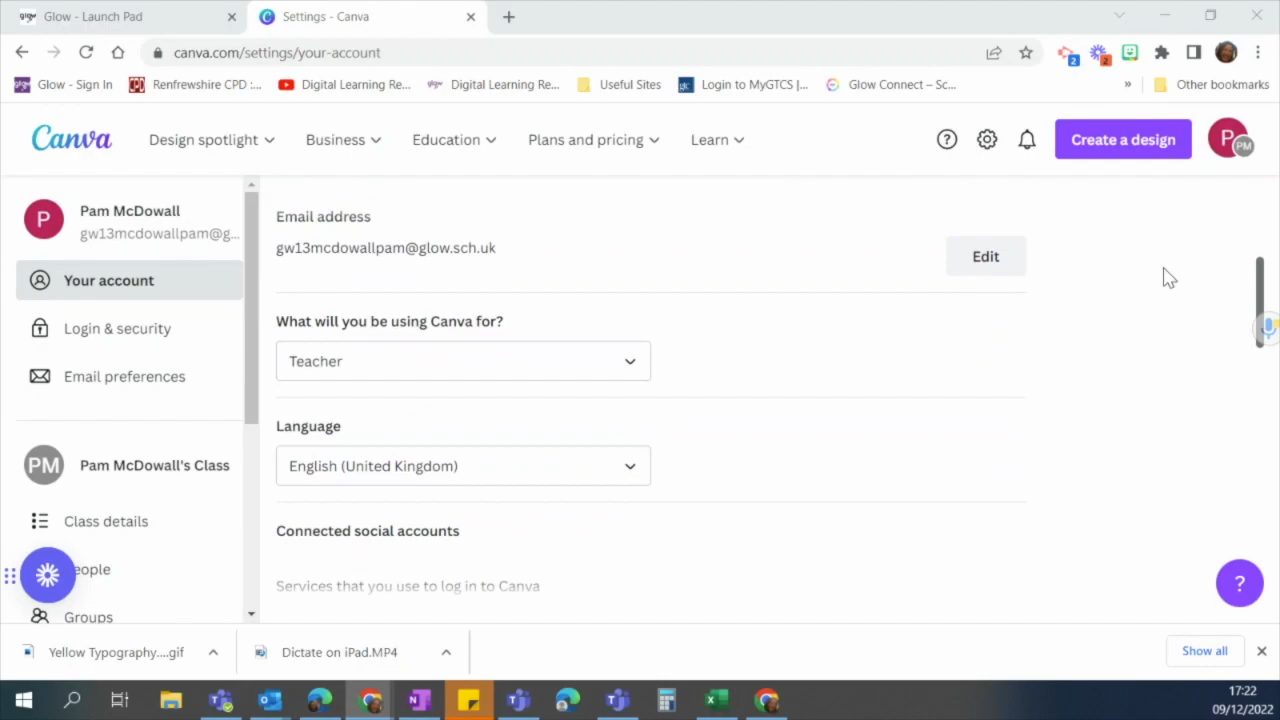 Glow - Launch Pad
Settings - Canva
canva.com/settings/your-account
2
2
Glow - Sign In
Renfrewshire CPD :...
Digital Learning Re...
Digital Learning Re...
Useful Sites
Login to MyGTCS |...
Glow Connect – Sc...
»
Other bookmarks
Canva
Design spotlight
Business
Education
Plans and pricing
Learn
?
Create a design
P
PM
P
Pam McDowall
gw13mcdowallpam@g...
Your account
Login & security
Email preferences
PM
Pam McDowall's Class
Class details
eople
Groups
Email address
gw13mcdowallpam@glow.sch.uk
Edit
What will you be using Canva for?
Teacher
Language
English (United Kingdom)
Connected social accounts
Services that you use to log in to Canva
?
Yellow Typography....gif
Dictate on iPad.MP4
Show all
17:22
09/12/2022